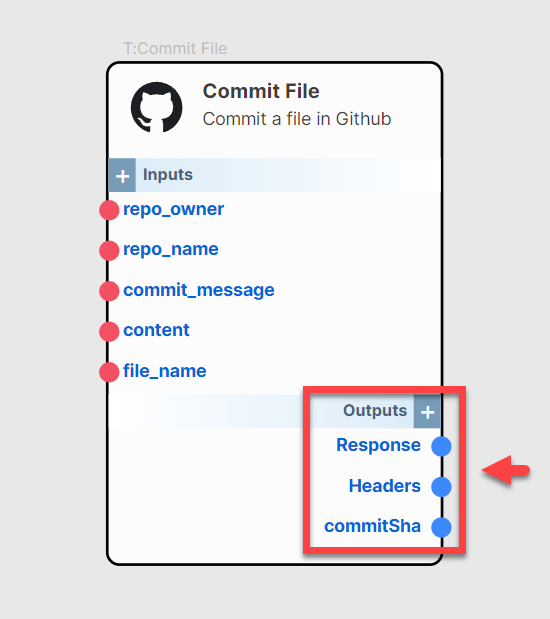 T:Commit File
Commit File
Commit a file in Github
+ Inputs
repo_owner
repo_name
commit_message
content
file_name
Outputs +
Response
Headers
commitSha